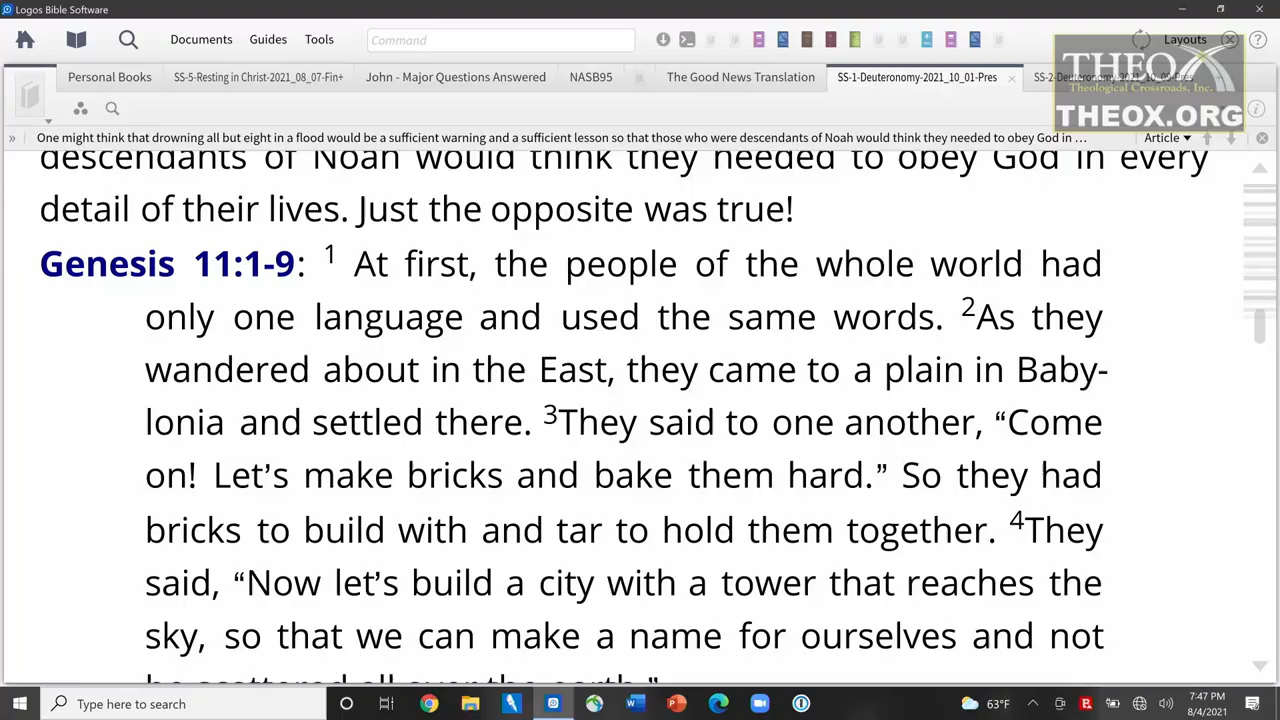 Logos Bible Software
Documents Guides Tools Command Layouts
THEOX
Theological Crossroads, Inc.
THEOX.ORG
Personal Books SS-5-Resting in Christ-2021_08_07-Fin+ John - Major Questions Answered NASB95 The Good News Translation SS-1-Deuteronomy-2021_10_01-Pres
» One might think that drowning all but eight in a flood would be a sufficient warning and a sufficient lesson so that those who were descendants of Noah would think they needed to obey God in ... Article
descendants of Noah would think they needed to obey God in every
detail of their lives. Just the opposite was true!
Genesis 11:1-9: 1 At first, the people of the whole world had
only one language and used the same words. 2As they
wandered about in the East, they came to a plain in Baby-
lonia and settled there. 3They said to one another, “Come
on! Let’s make bricks and bake them hard.” So they had
bricks to build with and tar to hold them together. 4They
said, “Now let’s build a city with a tower that reaches the
sky, so that we can make a name for ourselves and not
be scattered all over the earth.”
Type here to search 63°F 7:47 PM
8/4/2021